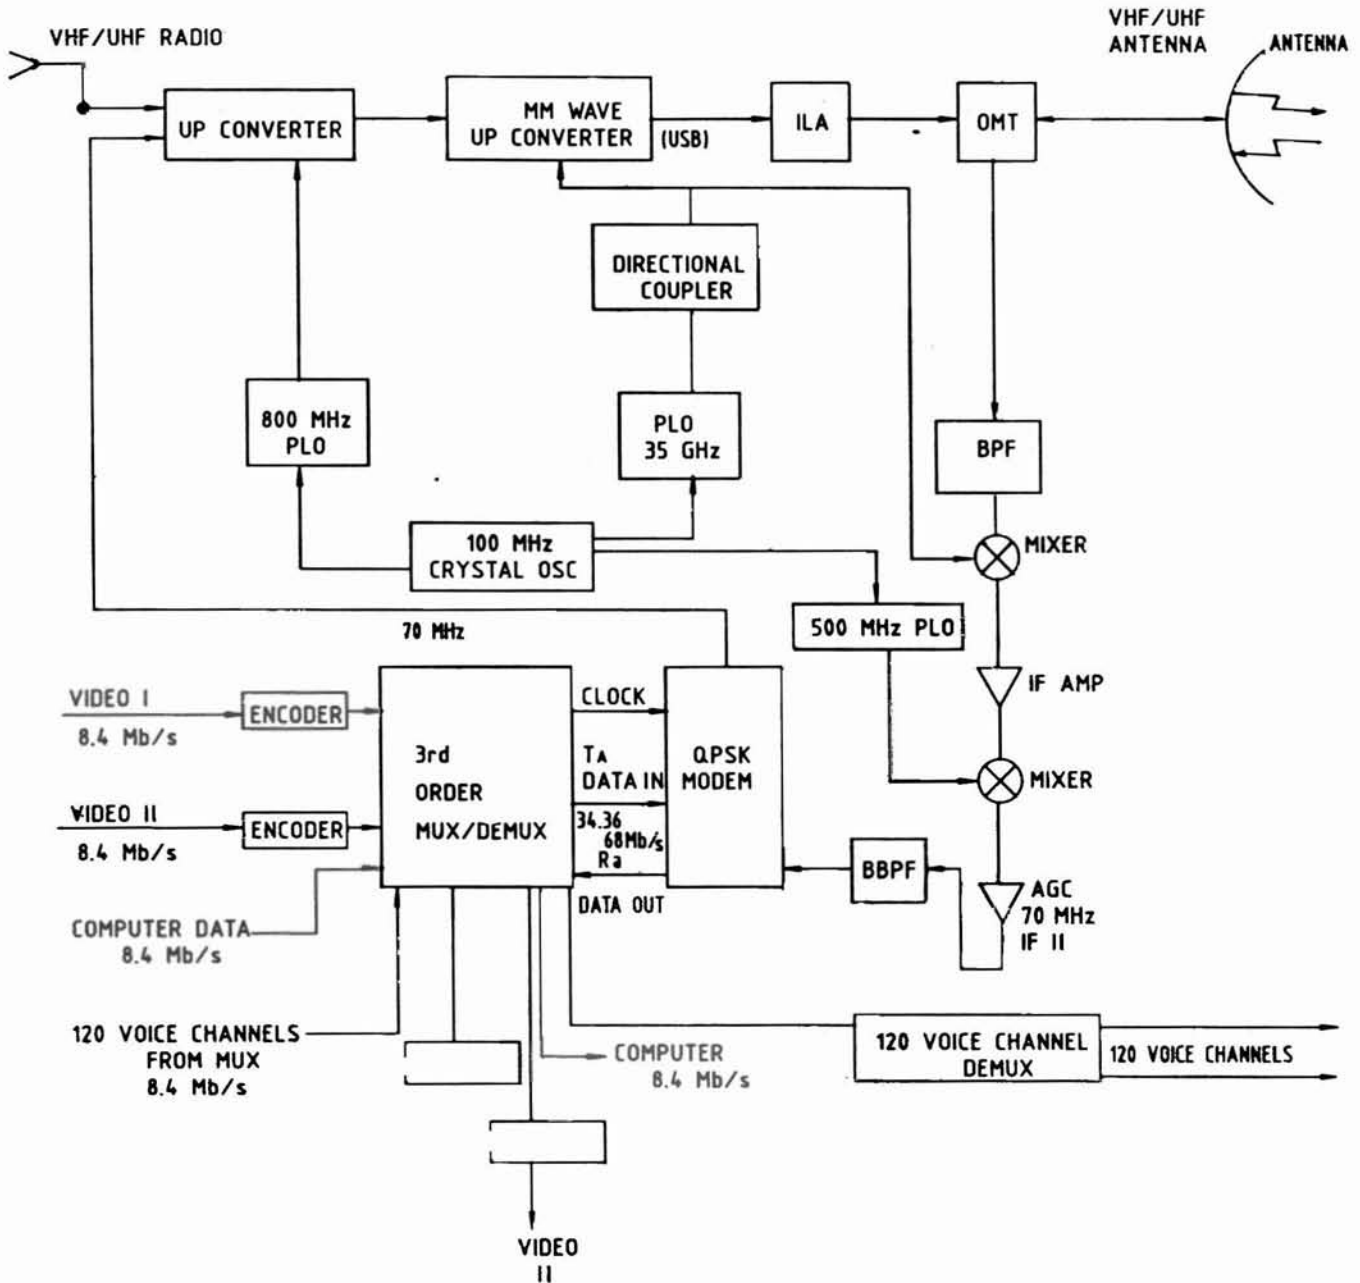 VHF/UHF RADIO
VHF/UHF
ANTENNA
ANTENNA
UP CONVERTER
MM WAVE
UP CONVERTER
(USB)
ILA
OMT
DIRECTIONAL
COUPLER
800 MHz
PLO
PLO
35 GHz
BPF
100 MHz
CRYSTAL OSC
MIXER
500 MHz PLO
70 MHz
IF AMP
VIDEO I
8.4 Mb/s
ENCODER
CLOCK
3rd
ORDER
MUX/DEMUX
TA
DATA IN
QPSK
MODEM
MIXER
VIDEO II
8.4 Mb/s
ENCODER
34.36
68Mb/s
Ra
DATA OUT
BBPF
AGC
70 MHz
IF II
COMPUTER DATA
8.4 Mb/s
120 VOICE CHANNELS
FROM MUX
8.4 Mb/s
COMPUTER
8.4 Mb/s
120 VOICE CHANNEL
DEMUX
120 VOICE CHANNELS
VIDEO
II